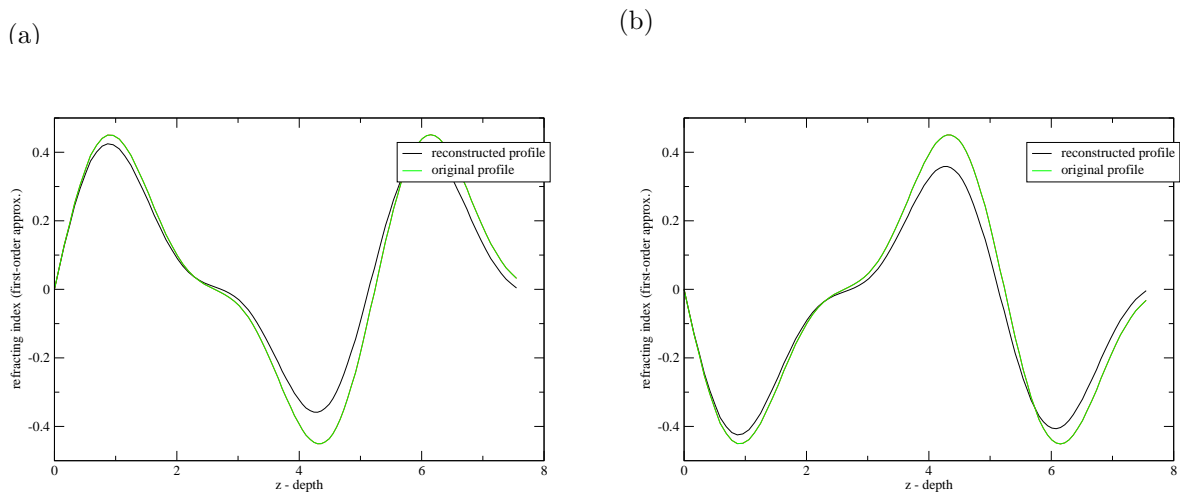 (a)
(b)
0.4
0.2
0
-0.2
-0.4
refracting index (first-order approx.)
reconstructed profile
original profile
0 2 4 6 8
z - depth
0.4
0.2
0
-0.2
-0.4
refracting index (first-order approx.)
reconstructed profile
original profile
0 2 4 6 8
z - depth